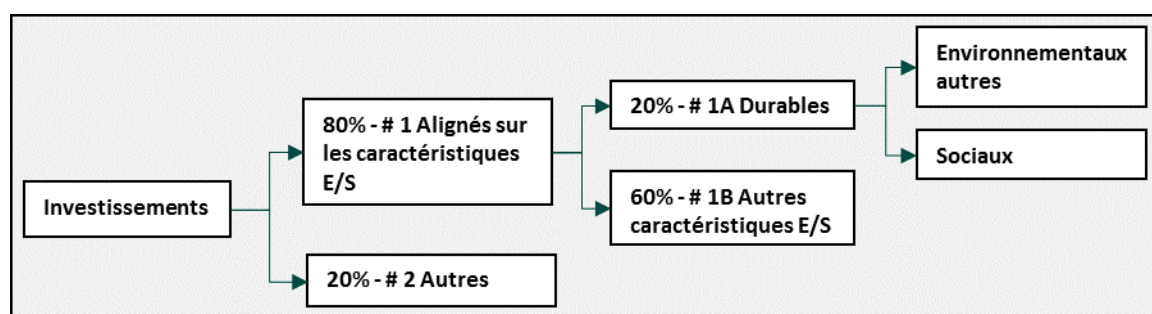 Investissements
80% - # 1 Alignés sur
les caractéristiques
E/S
20% - # 2 Autres
20% - # 1A Durables
60% - # 1B Autres
caractéristiques E/S
Environnementaux
autres
Sociaux